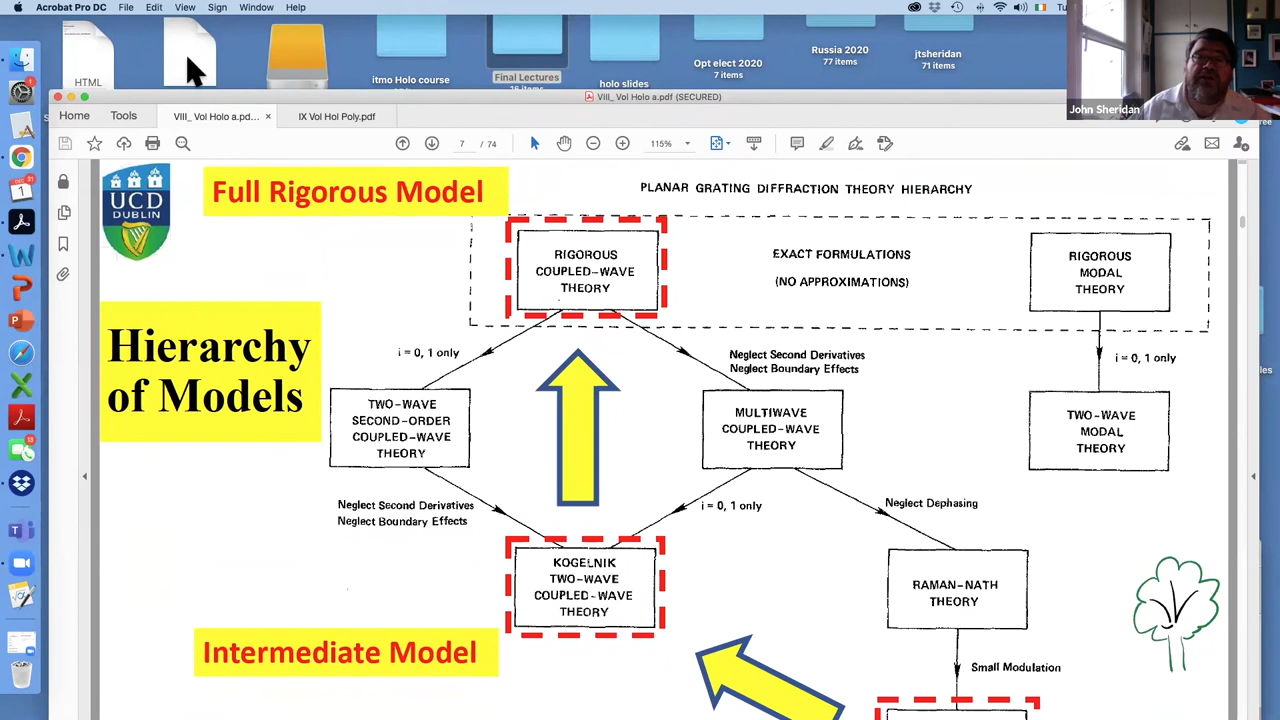 Acrobat Pro DC File Edit View Sign Window Help
HTML
itmo Holo course
Final Lectures
holo slides
Opt elect 2020
7 items
Russia 2020
77 items
jtsheridan
71 items
John Sheridan
VIII_ Vol Holo a.pdf (SECURED)
Home Tools VIII_ Vol Holo a.pd... × IX Vol Hol Poly.pdf
7 / 74 115%
UCD
DUBLIN
Full Rigorous Model
PLANAR GRATING DIFFRACTION THEORY HIERARCHY
RIGOROUS
COUPLED-WAVE
THEORY
EXACT FORMULATIONS
(NO APPROXIMATIONS)
RIGOROUS
MODAL
THEORY
Hierarchy
of Models
i = 0, 1 only
Neglect Second Derivatives
Neglect Boundary Effects
i = 0, 1 only
TWO-WAVE
SECOND-ORDER
COUPLED-WAVE
THEORY
MULTIWAVE
COUPLED-WAVE
THEORY
TWO-WAVE
MODAL
THEORY
Neglect Second Derivatives
Neglect Boundary Effects
i = 0, 1 only
Neglect Dephasing
KOGELNIK
TWO-WAVE
COUPLED-WAVE
THEORY
RAMAN-NATH
THEORY
Intermediate Model
Small Modulation